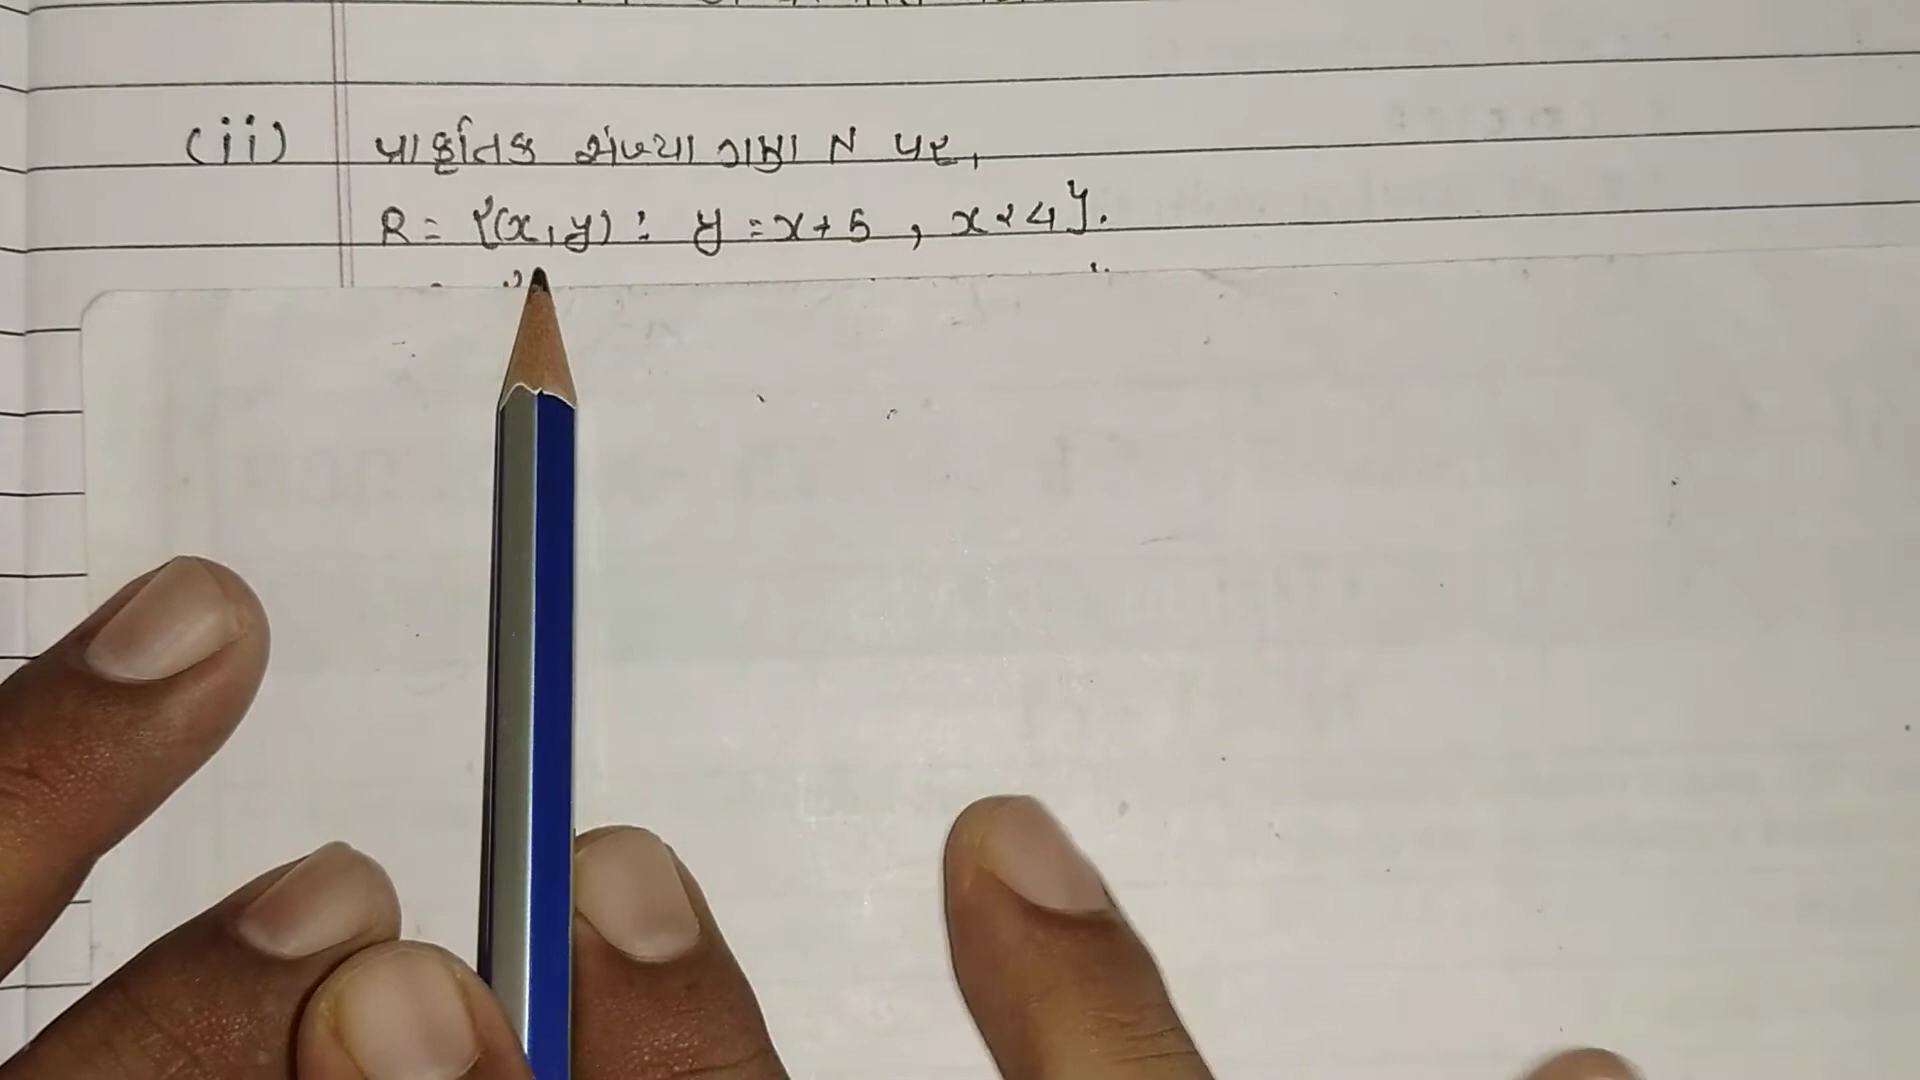 (ii) પ્રાકૃતિક સંખ્યા ગણ N પર,
R = {(x, y) : y = x + 5 , x < 4}.